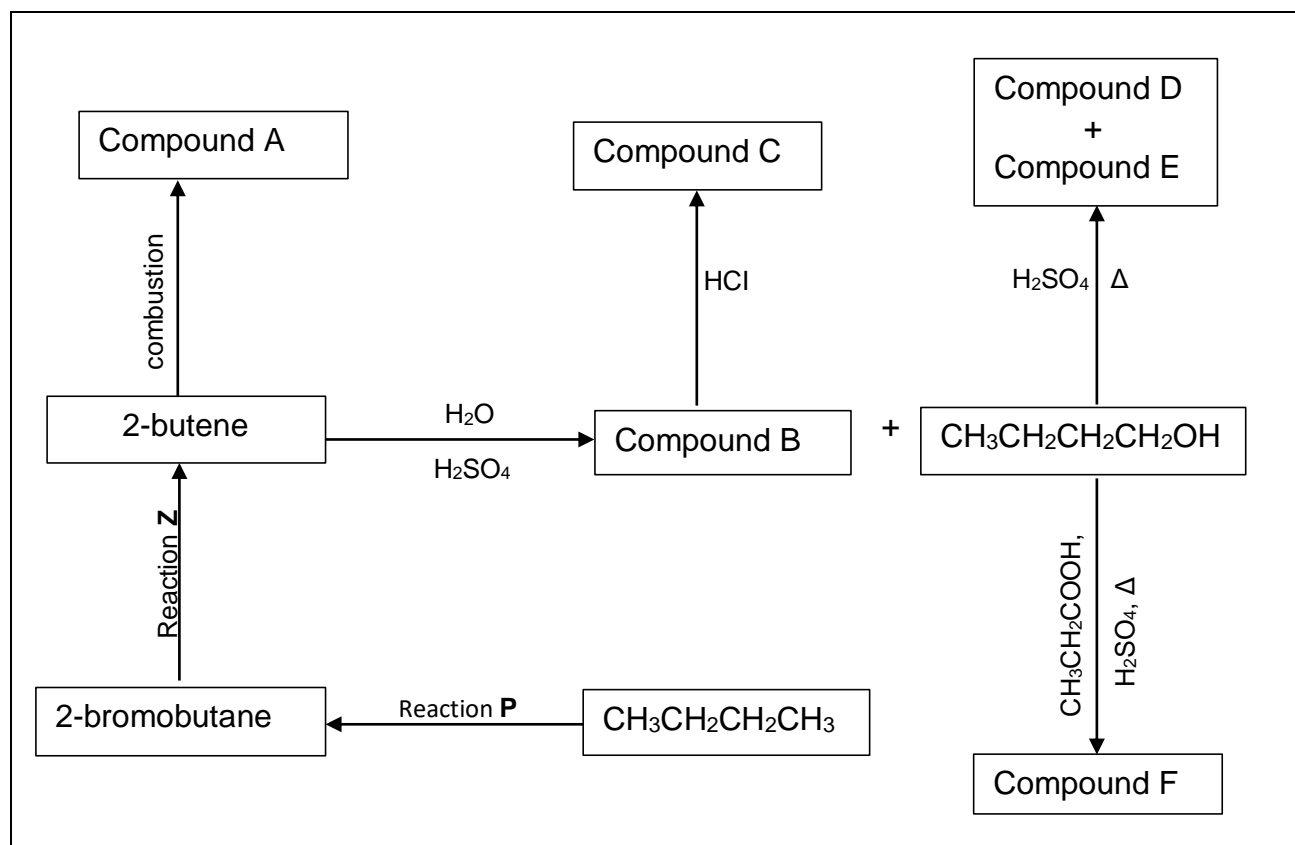 Compound D
+
Compound E
Compound A
Compound C
combustion
HCl
H₂SO₄ Δ
2-butene
H₂O
H₂SO₄
Compound B
+
CH₃CH₂CH₂CH₂OH
Reaction Z
CH₃CH₂COOH,
H₂SO₄, Δ
2-bromobutane
Reaction P
CH₃CH₂CH₂CH₃
Compound F